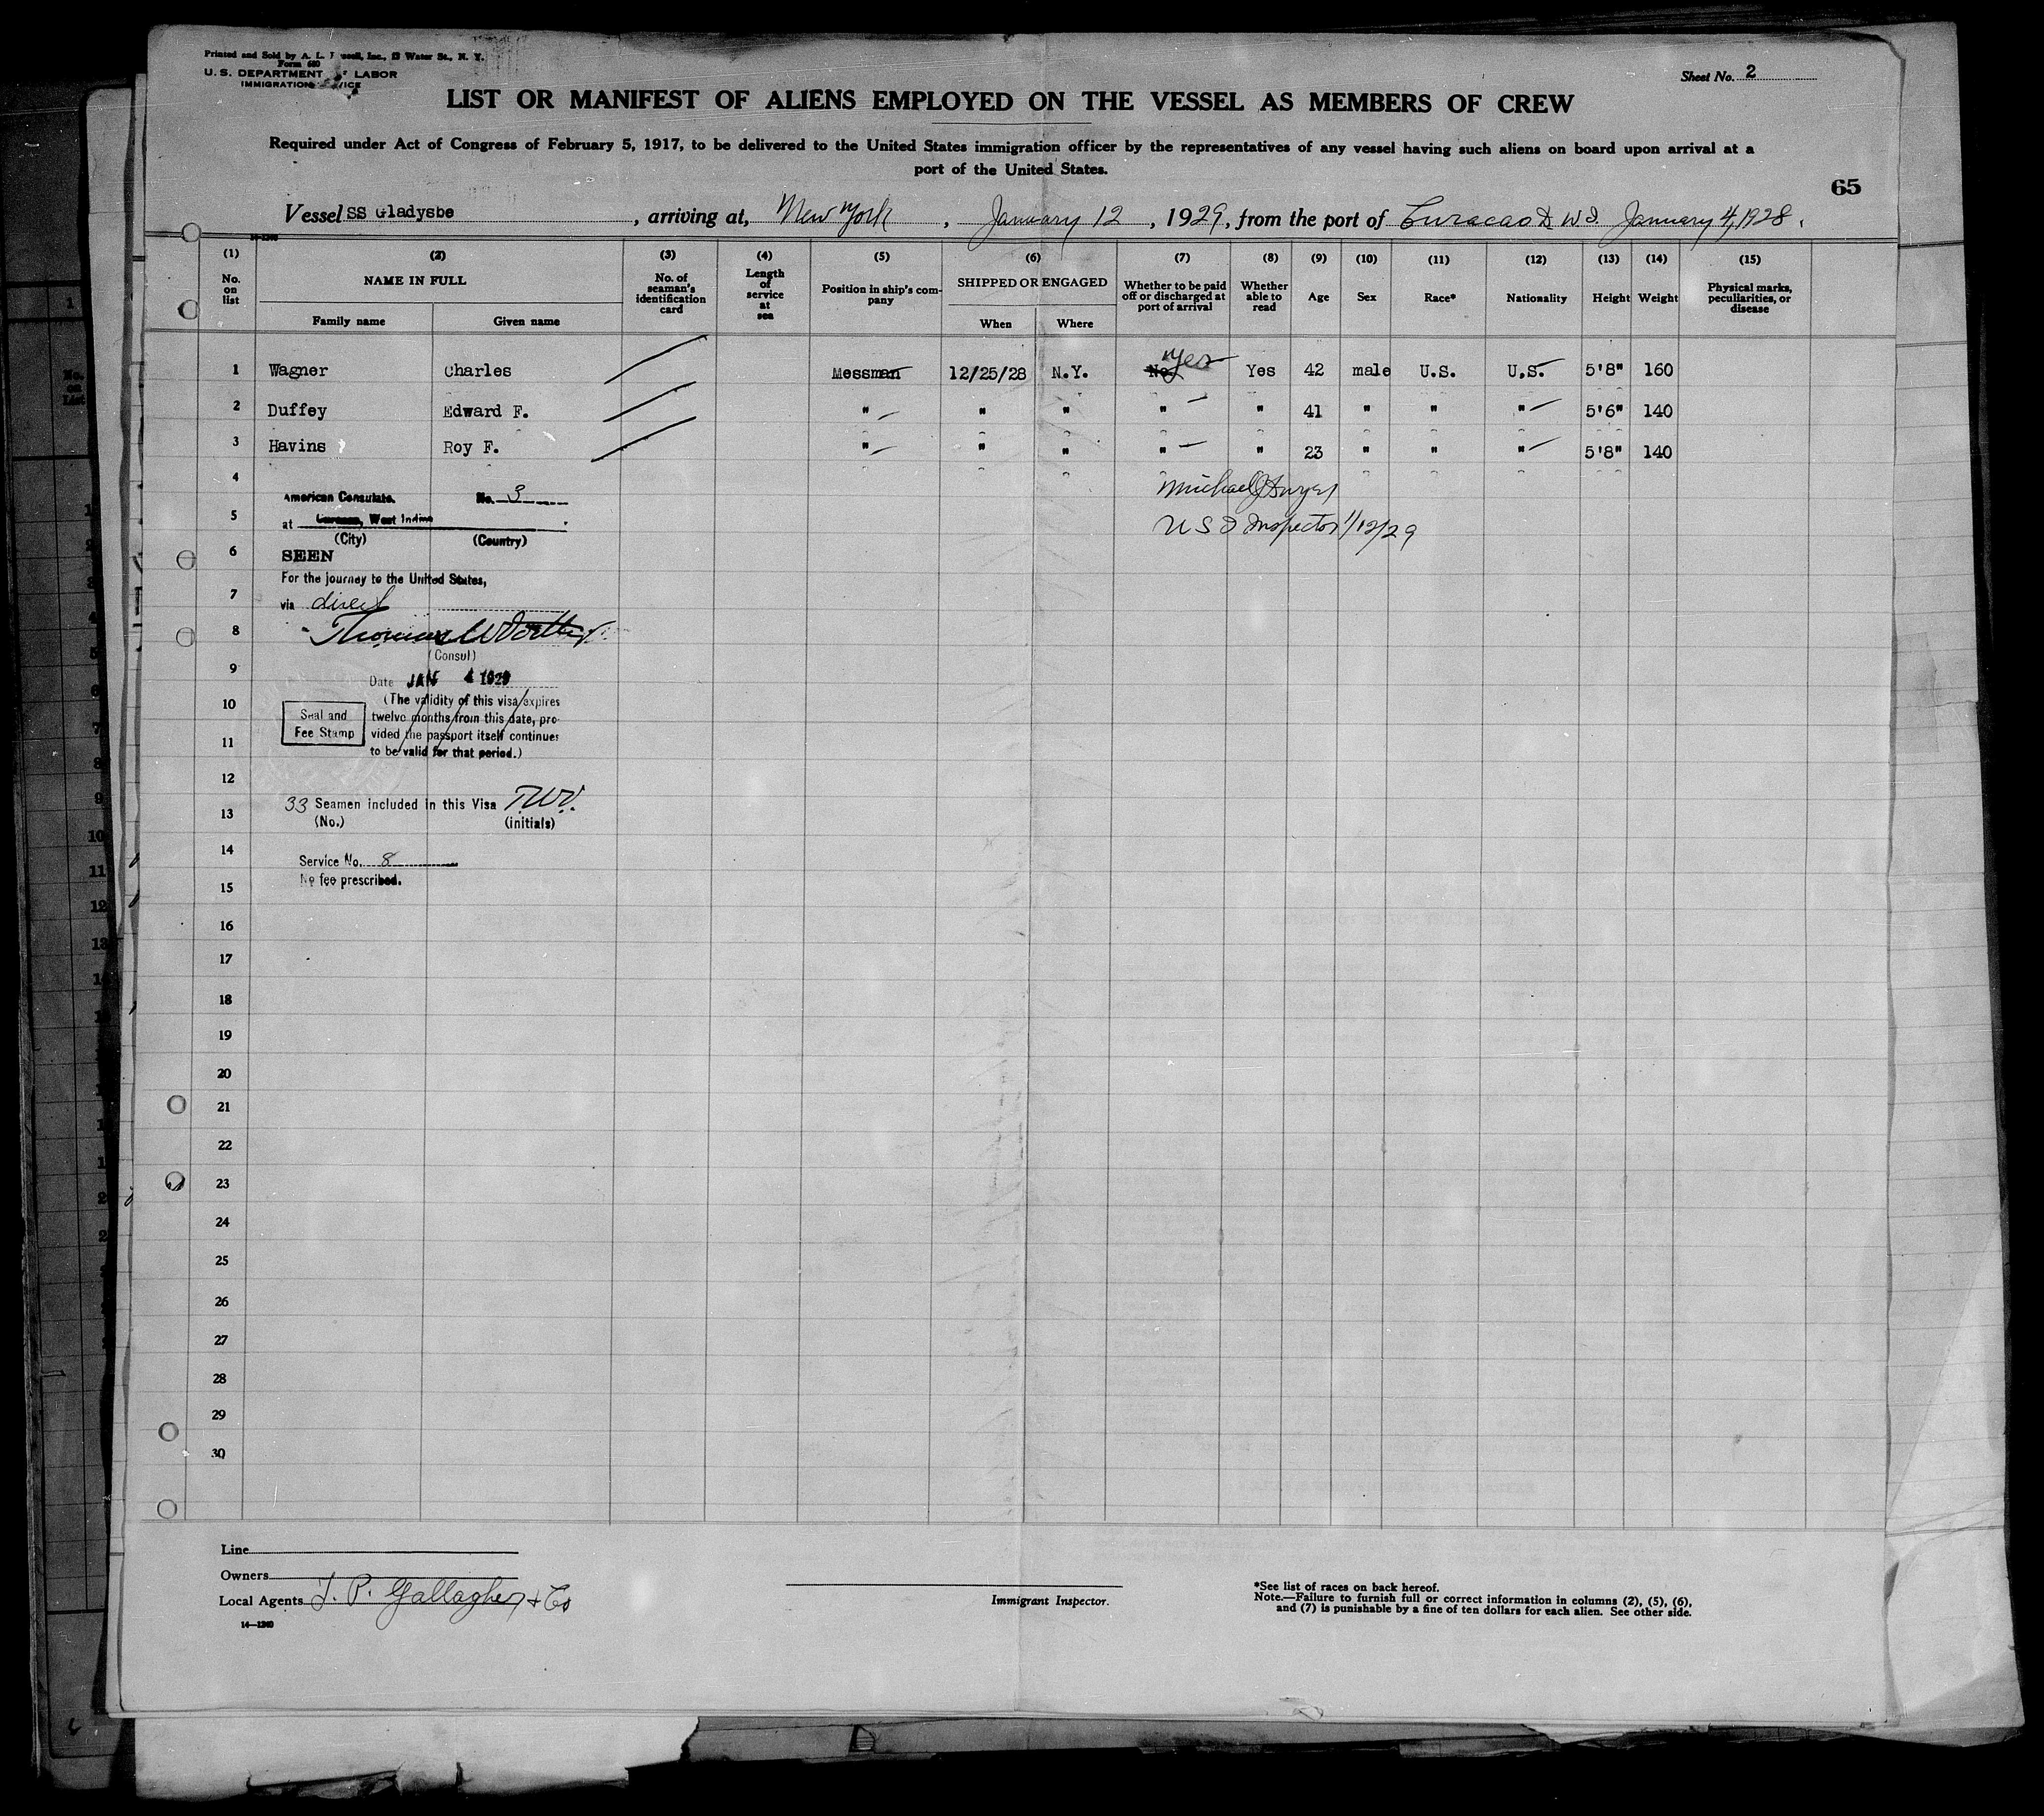 Printed and Sold by A. L. Inc., 12 Water St., N. Y.
Form 680
U. S. DEPARTMENT LABOR
IMMIGRATION
Sheet No. 2
LIST OR MANIFEST OF ALIENS EMPLOYED ON THE VESSEL AS MEMBERS OF CREW
Required under Act of Congress of February 5, 1917, to be delivered to the United States immigration officer by the representatives of any vessel having such aliens on board upon arrival at a
port of the United States.
65
Vessel SS Gladysbe, arriving at, New York, January 12, 1929, from the port of Curacao D W I. January 4, 1928.
14-1240
(1) (2) (3) (4) (5) (6) (7) (8) (9) (10) (11) (12) (13) (14) (15)
No. on list
NAME IN FULL
Family name Given name
No. of seaman's identification card
Length of service at sea
Position in ship's company
SHIPPED OR ENGAGED
When Where
Whether to be paid off or discharged at port of arrival
Whether able to read
Age Sex Race* Nationality Height Weight
Physical marks, peculiarities, or disease
1 Wagner Charles Messman 12/25/28 N.Y. No Yes Yes 42 male U.S. U.S. 5'8" 160
2 Duffey Edward F. " " " " " 41 " " " 5'6" 140
3 Havins Roy F. " " " " " 23 " " " 5'8" 140
4
American Consulate. No. 3
Michael J Dwyer
5
at Curacao, West Indies
U S I Inspector 1/12/29
(City) (Country)
6
SEEN
For the journey to the United States,
7
via direct
8
Thomas W
(Consul)
9
Date JAN 4 1929
10
(The validity of this visa expires
twelve months from this date, pro-
vided the passport itself continues
to be valid for that period.)
Seal and
Fee Stamp
11
12
33 Seamen included in this Visa T.W.V.
13
(No.) (initials)
14
Service No. 8
No fee prescribed.
15
16
17
18
19
20
21
22
23
24
25
26
27
28
29
30
Line
Owners
Local Agents J. P. Gallagher & Co
14—1240
Immigrant Inspector.
*See list of races on back hereof.
Note.—Failure to furnish full or correct information in columns (2), (5), (6),
and (7) is punishable by a fine of ten dollars for each alien. See other side.